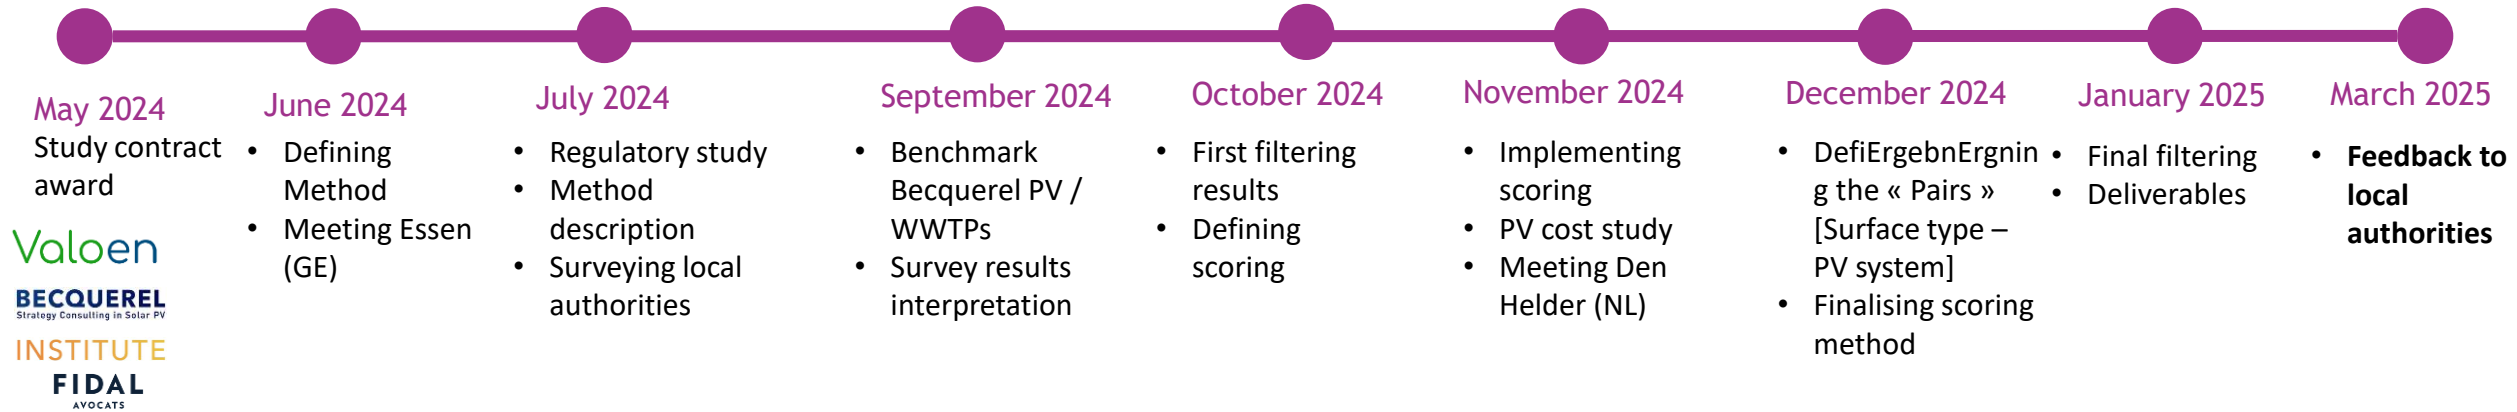 May 2024
Study contract
award
Valoen
BECQUEREL
Strategy Consulting in Solar PV
INSTITUTE
FIDAL
AVOCATS
June 2024
• Defining
Method
• Meeting Essen
(GE)
July 2024
• Regulatory study
• Method
description
• Surveying local
authorities
September 2024
• Benchmark
Becquerel PV /
WWTPs
• Survey results
interpretation
October 2024
• First filtering
results
• Defining
scoring
November 2024
• Implementing
scoring
• PV cost study
• Meeting Den
Helder (NL)
December 2024
• DefiErgebnErgnin
g the « Pairs »
[Surface type –
PV system]
• Finalising scoring
method
January 2025
• Final filtering
• Deliverables
March 2025
• Feedback to
local
authorities